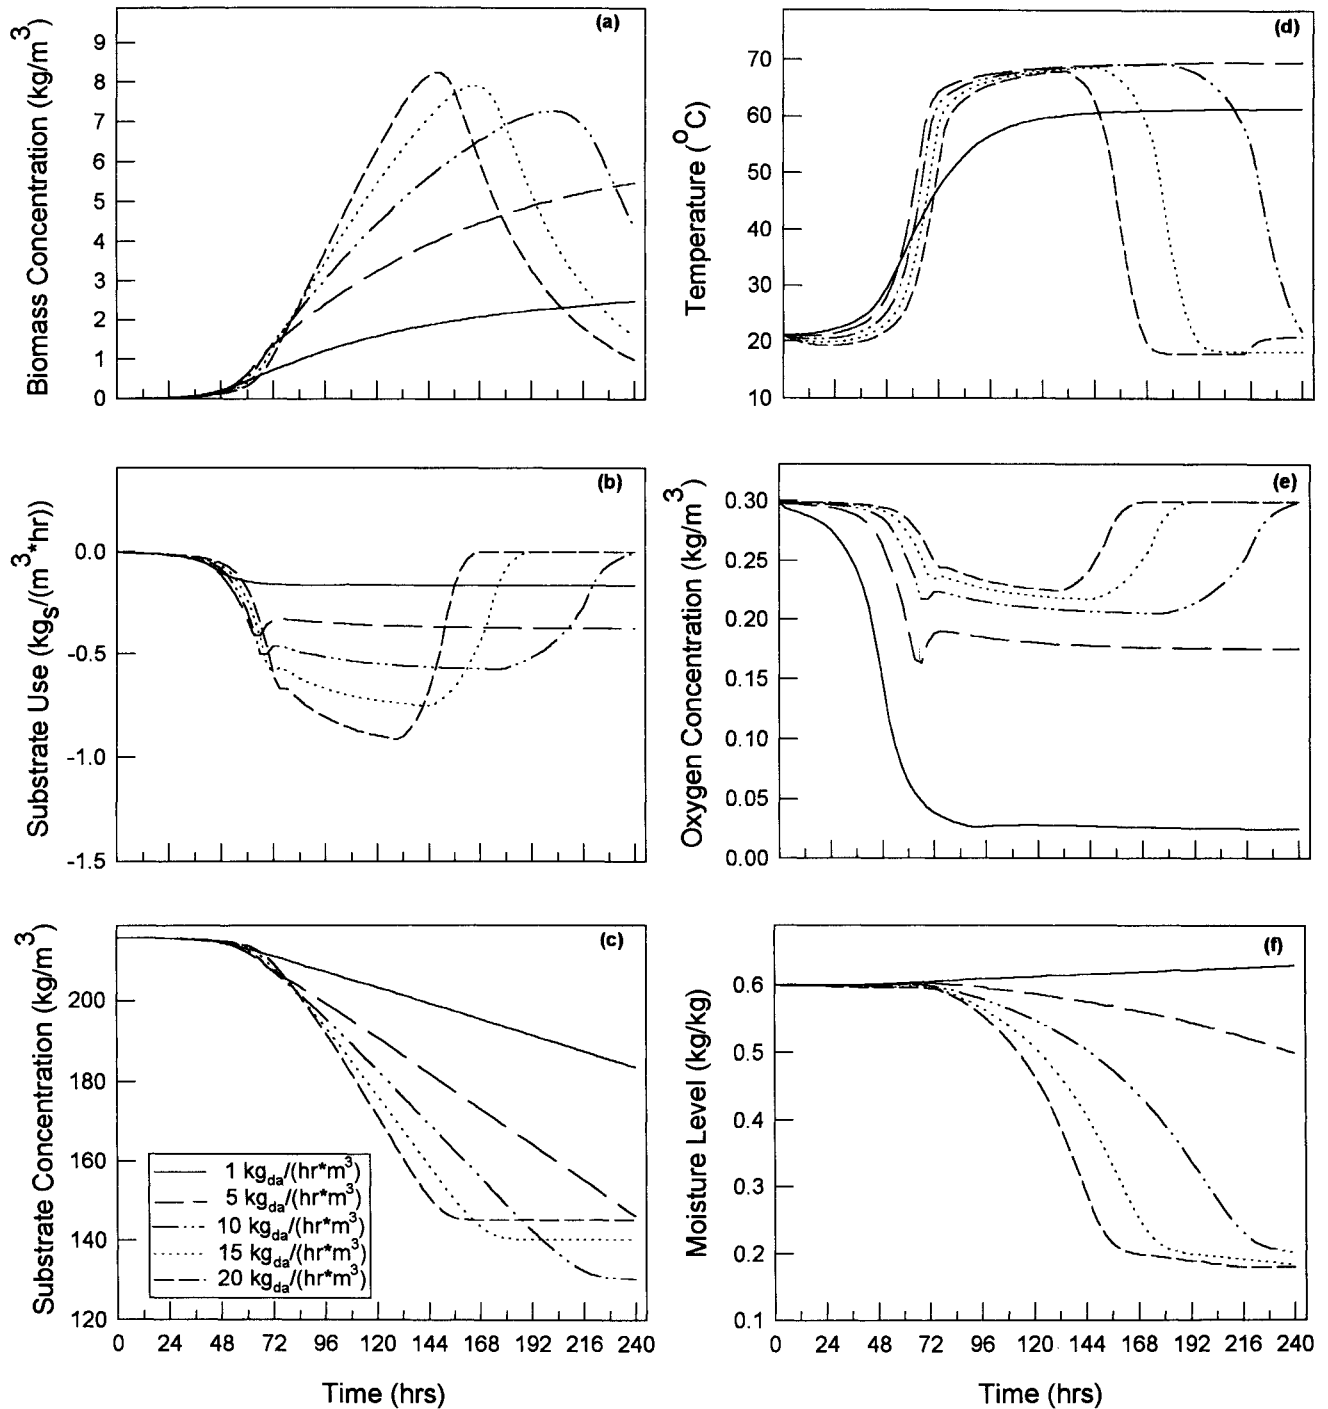 (a)
Biomass Concentration (kg/m³)
9
8
7
6
5
4
3
2
1
0
(d)
Temperature (°C)
70
60
50
40
30
20
10
(b)
Substrate Use (kgₛ/(m³*hr))
0.0
-0.5
-1.0
-1.5
(e)
Oxygen Concentration (kg/m³)
0.30
0.25
0.20
0.15
0.10
0.05
0.00
(c)
Substrate Concentration (kg/m³)
200
180
160
140
120
1 kg_da/(hr*m³)
5 kg_da/(hr*m³)
10 kg_da/(hr*m³)
15 kg_da/(hr*m³)
20 kg_da/(hr*m³)
0 24 48 72 96 120 144 168 192 216 240
Time (hrs)
(f)
Moisture Level (kg/kg)
0.6
0.5
0.4
0.3
0.2
0.1
0 24 48 72 96 120 144 168 192 216 240
Time (hrs)